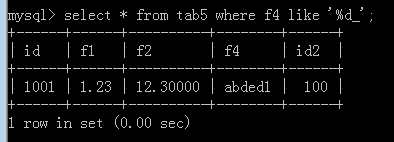 mysql> select * from tab5 where f4 like '%d_';
+------+------+----------+--------+------+
| id   | f1   | f2       | f4     | id2  |
+------+------+----------+--------+------+
| 1001 | 1.23 | 12.30000 | abded1 |  100 |
+------+------+----------+--------+------+
1 row in set (0.00 sec)